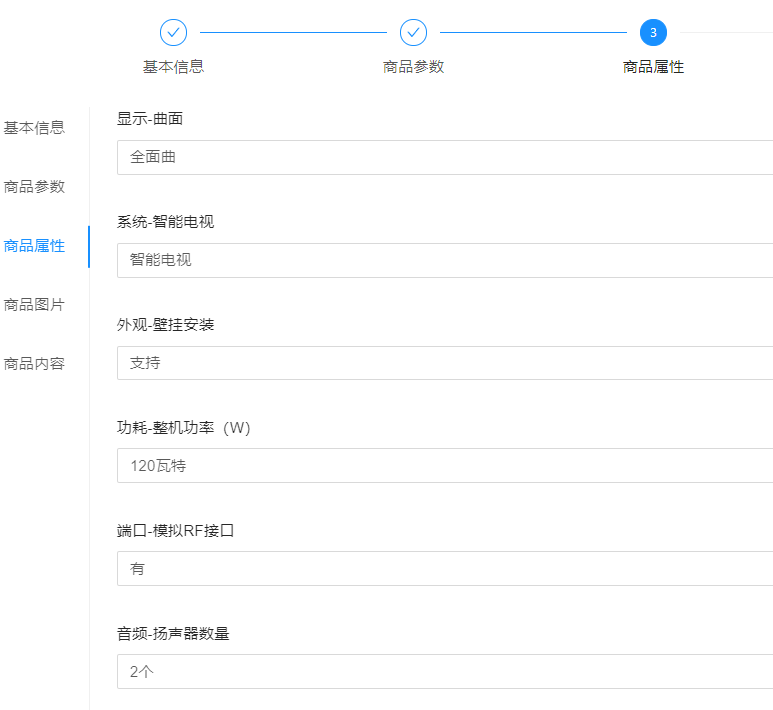 3
基本信息 商品参数 商品属性
基本信息
商品参数
商品属性
商品图片
商品内容
显示-曲面
全面曲
系统-智能电视
智能电视
外观-壁挂安装
支持
功耗-整机功率（W）
120瓦特
端口-模拟RF接口
有
音频-扬声器数量
2个